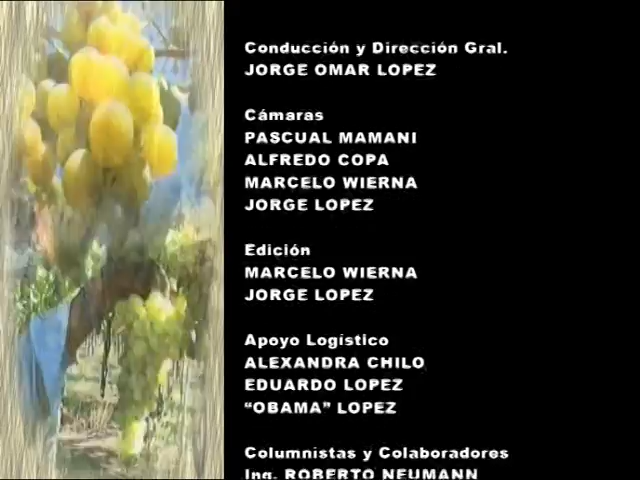 Conducción y Dirección Gral.
JORGE OMAR LOPEZ
Cámaras
PASCUAL MAMANI
ALFREDO COPA
MARCELO WIERNA
JORGE LOPEZ
Edición
MARCELO WIERNA
JORGE LOPEZ
Apoyo Logístico
ALEXANDRA CHILO
EDUARDO LOPEZ
“OBAMA” LOPEZ
Columnistas y Colaboradores
Ing. ROBERTO NEUMANN